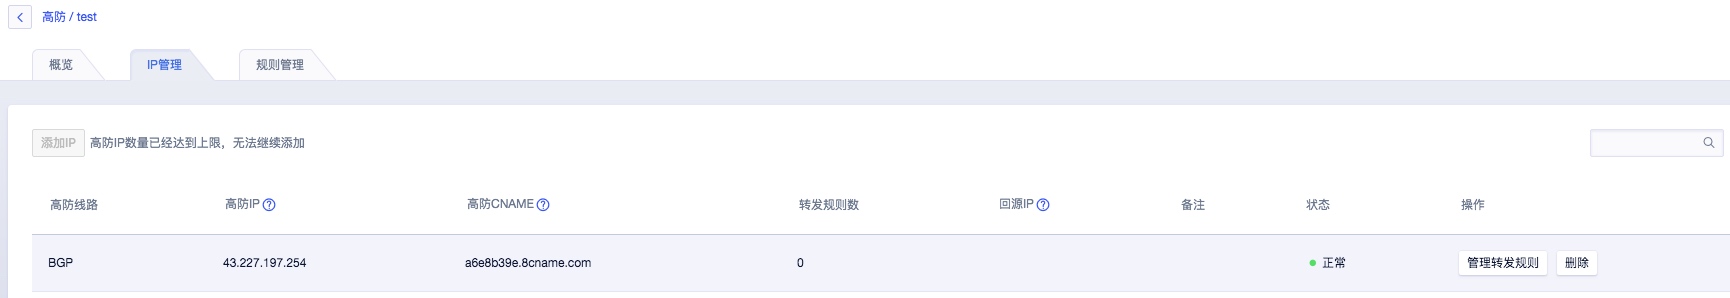 高防 / test
概览 IP管理 规则管理
添加IP 高防IP数量已经达到上限，无法继续添加
高防线路 高防IP 高防CNAME 转发规则数 回源IP 备注 状态 操作
BGP 43.227.197.254 a6e8b39e.8cname.com 0 正常 管理转发规则 删除